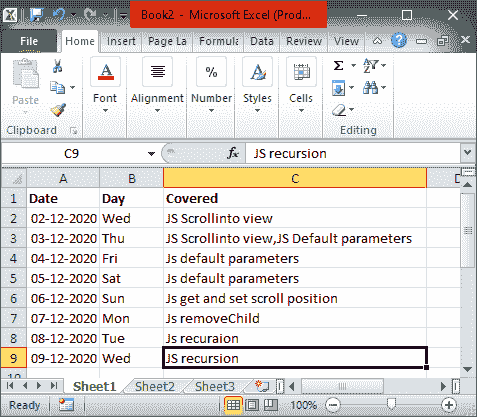 Book2 - Microsoft Excel (Prod...
File Home Insert Page La Formula Data Review View
Paste
Font
Alignment
Number
Styles
Cells
Clipboard
Editing
C9 fx JS recursion
A B C D
1 Date Day Covered
2 02-12-2020 Wed JS Scrollinto view
3 03-12-2020 Thu JS Scrollinto view,JS Default parameters
4 04-12-2020 Fri Js default parameters
5 05-12-2020 Sat Js default parameters
6 06-12-2020 Sun Js get and set scroll position
7 07-12-2020 Mon Js removeChild
8 08-12-2020 Tue Js recuraion
9 09-12-2020 Wed JS recursion
10
Sheet1 Sheet2 Sheet3
Ready 100%